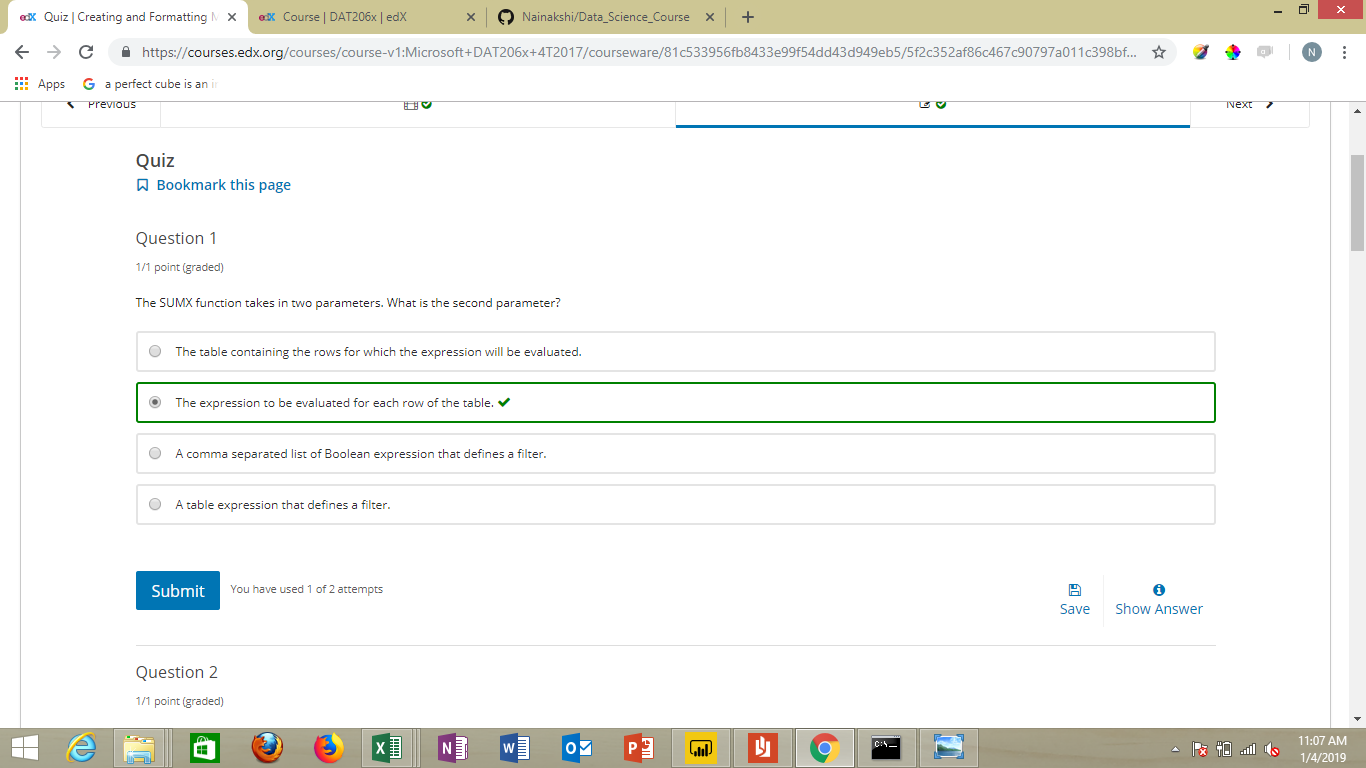 Quiz | Creating and Formatting M
Course | DAT206x | edX
Nainakshi/Data_Science_Course
https://courses.edx.org/courses/course-v1:Microsoft+DAT206x+4T2017/courseware/81c533956fb8433e99f54dd43d949eb5/5f2c352af86c467c90797a011c398bf...
N
Apps
a perfect cube is an i
Previous
Next
Quiz
Bookmark this page
Question 1
1/1 point (graded)
The SUMX function takes in two parameters. What is the second parameter?
The table containing the rows for which the expression will be evaluated.
The expression to be evaluated for each row of the table.
A comma separated list of Boolean expression that defines a filter.
A table expression that defines a filter.
Submit
You have used 1 of 2 attempts
Save
Show Answer
Question 2
1/1 point (graded)
11:07 AM
1/4/2019